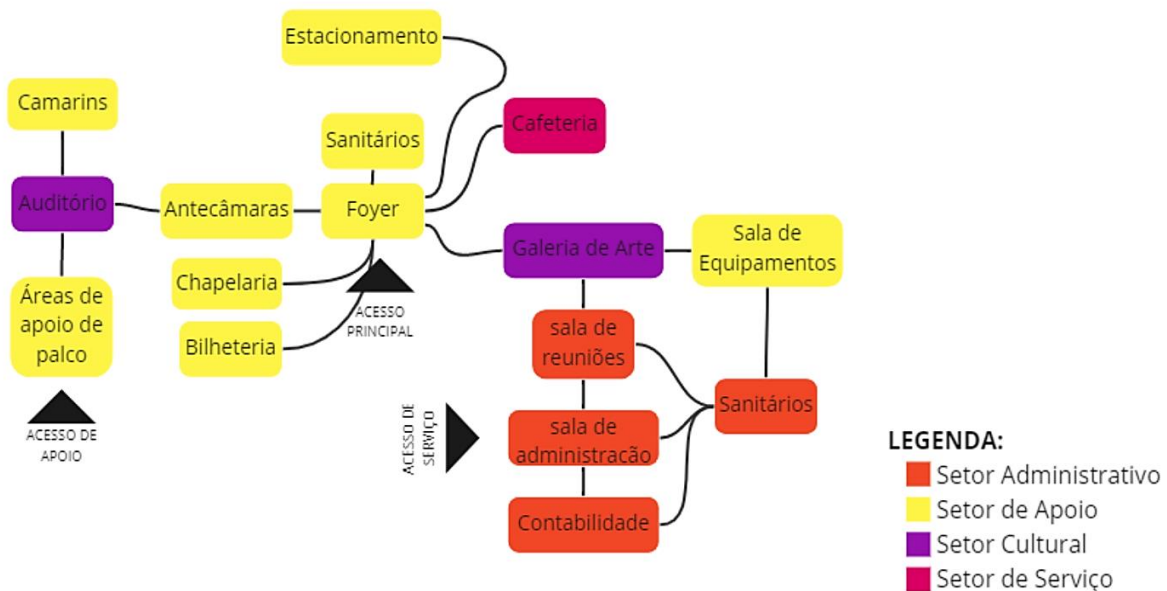 Estacionamento
Camarins
Cafeteria
Sanitários
Auditório
Antecâmaras
Foyer
Galeria de Arte
Sala de
Equipamentos
Chapelaria
Áreas de
apoio de
palco
Bilheteria
ACESSO
PRINCIPAL
sala de
reuniões
Sanitários
ACESSO DE
APOIO
ACESSO DE
SERVIÇO
sala de
administracão
Contabilidade
LEGENDA:
Setor Administrativo
Setor de Apoio
Setor Cultural
Setor de Serviço